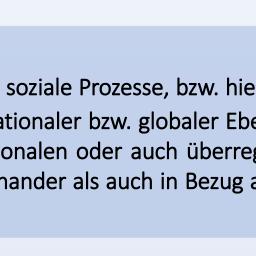 soziale Prozesse, bzw. hie
ationaler bzw. globaler Ebe
onalen oder auch überreg
nander als auch in Bezug a